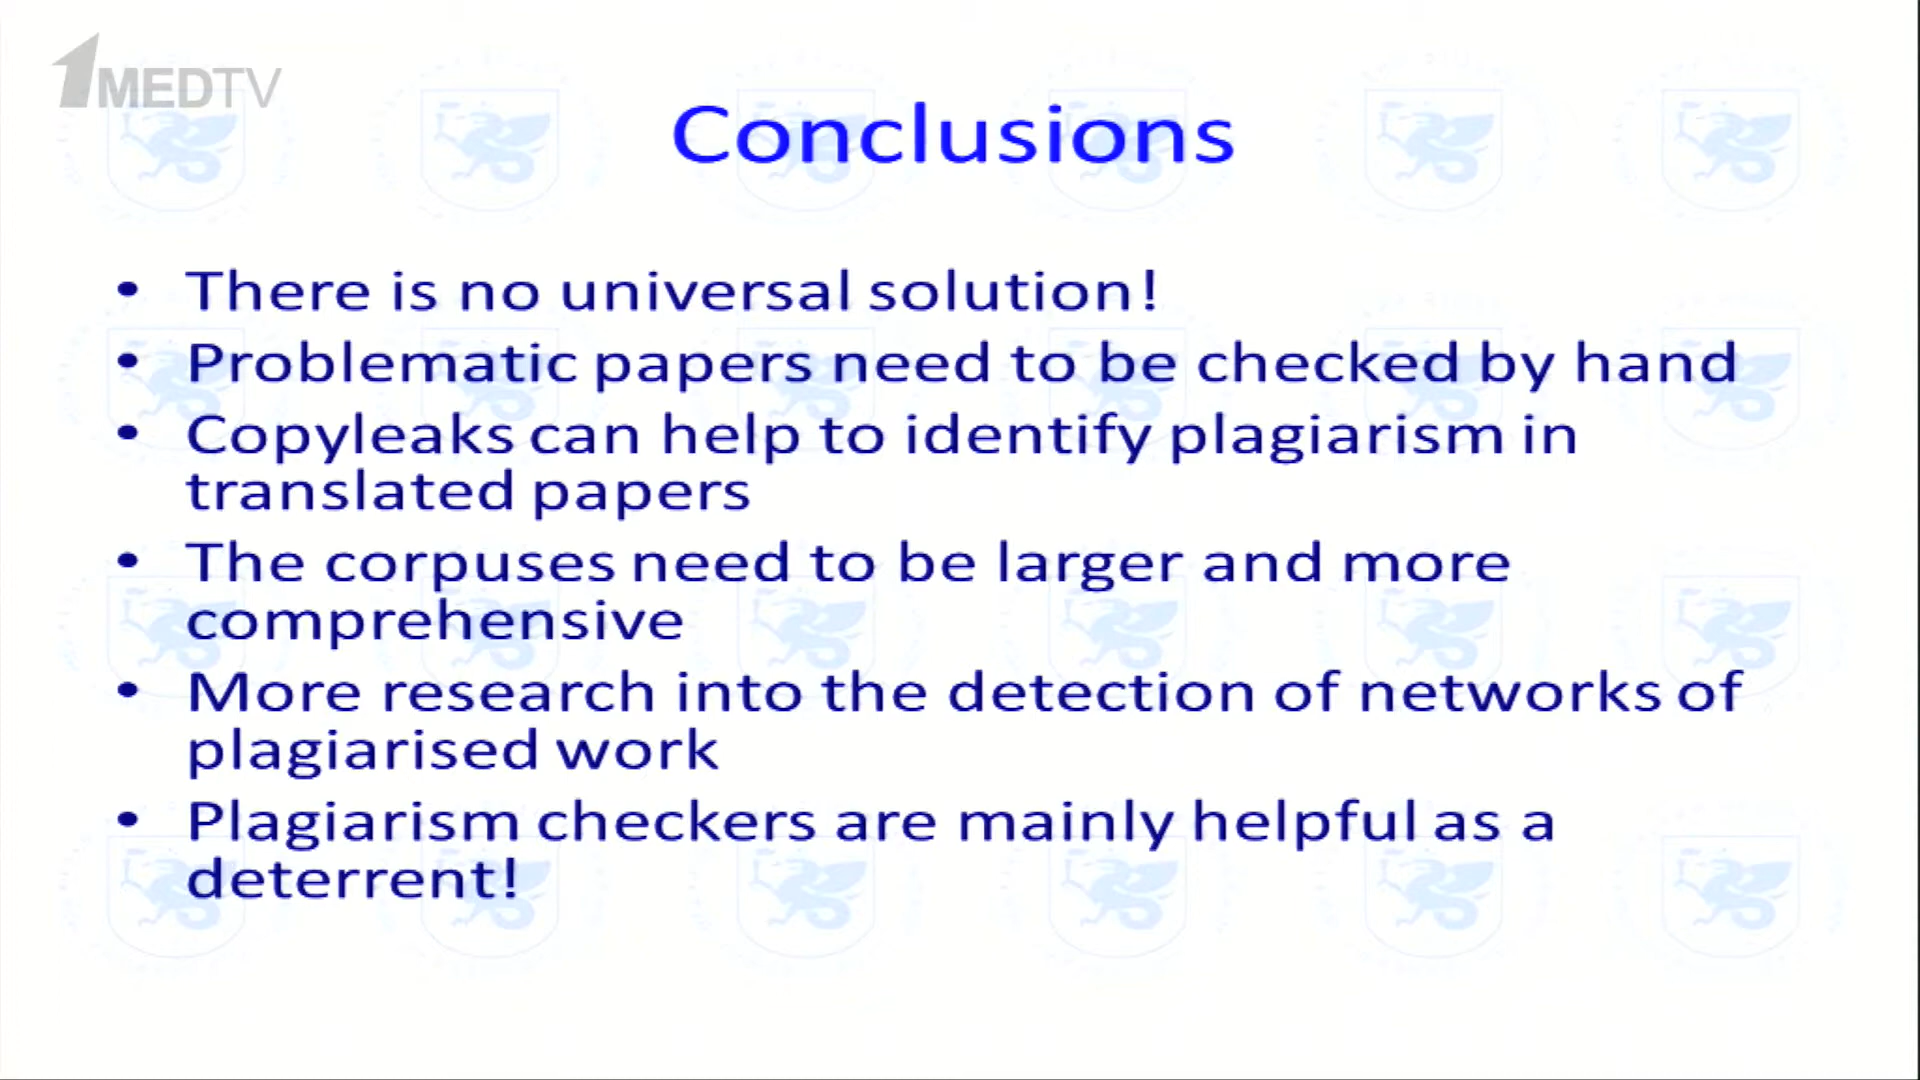 1MEDTV
Conclusions
• There is no universal solution!
• Problematic papers need to be checked by hand
• Copyleaks can help to identify plagiarism in
translated papers
• The corpuses need to be larger and more
comprehensive
• More research into the detection of networks of
plagiarised work
• Plagiarism checkers are mainly helpful as a
deterrent!